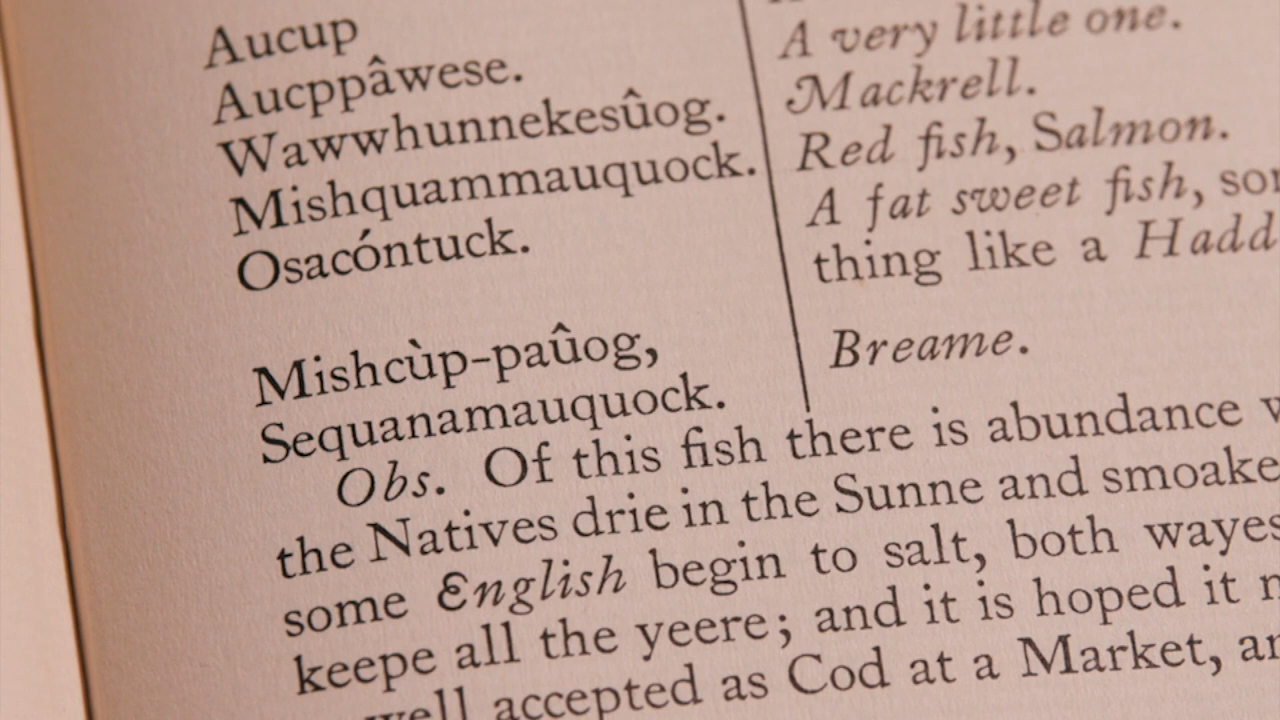 Aucup
Aucppâwese.
Wawwhunnekesûog.
Mishquammauquock.
Osacóntuck.
Mishcùp-paûog,
Sequanamauquock.
A very little one.
Mackrell.
Red fish, Salmon.
A fat sweet fish,
thing like a
Breame.
Obs. Of this fish there is abundance
the Natives drie in the Sunne and smoake
some English begin to salt, both wayes
keepe all the yeere; and it is hoped it
well accepted as Cod at a Market,